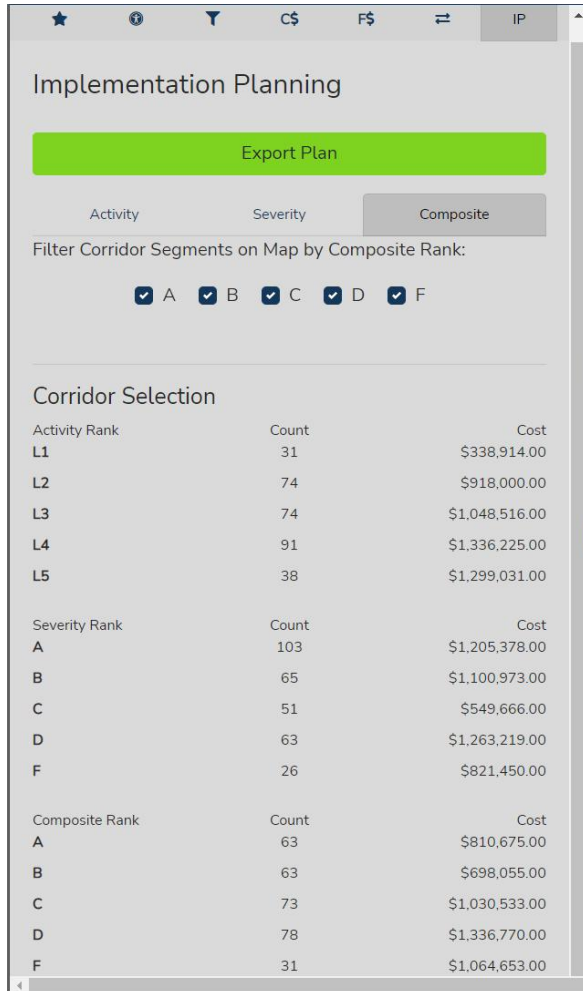 C$ F$ IP
Implementation Planning
Export Plan
Activity Severity Composite
Filter Corridor Segments on Map by Composite Rank:
A B C D F
Corridor Selection
Activity Rank Count Cost
L1 31 $338,914.00
L2 74 $918,000.00
L3 74 $1,048,516.00
L4 91 $1,336,225.00
L5 38 $1,299,031.00
Severity Rank Count Cost
A 103 $1,205,378.00
B 65 $1,100,973.00
C 51 $549,666.00
D 63 $1,263,219.00
F 26 $821,450.00
Composite Rank Count Cost
A 63 $810,675.00
B 63 $698,055.00
C 73 $1,030,533.00
D 78 $1,336,770.00
F 31 $1,064,653.00